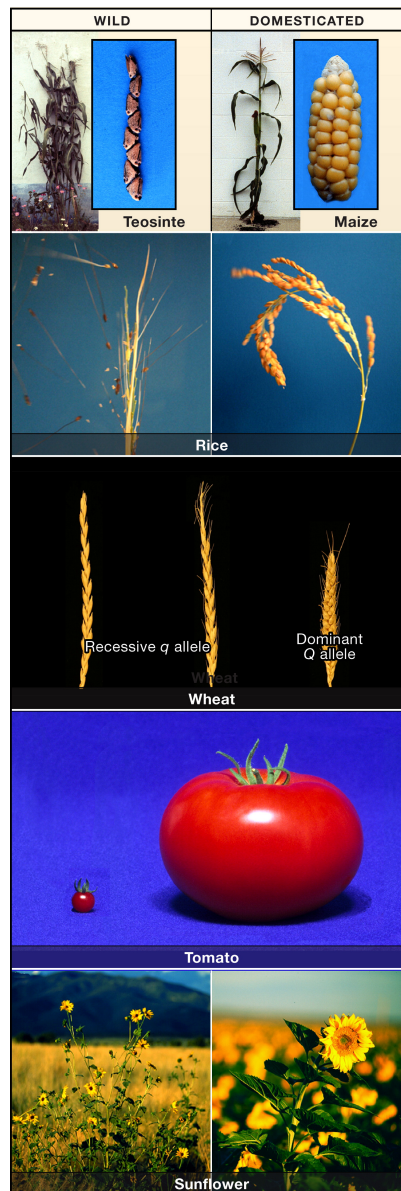 WILD
DOMESTICATED
Teosinte
Maize
Rice
Recessive q allele
Dominant
Q allele
Wheat
Wheat
Tomato
Sunflower